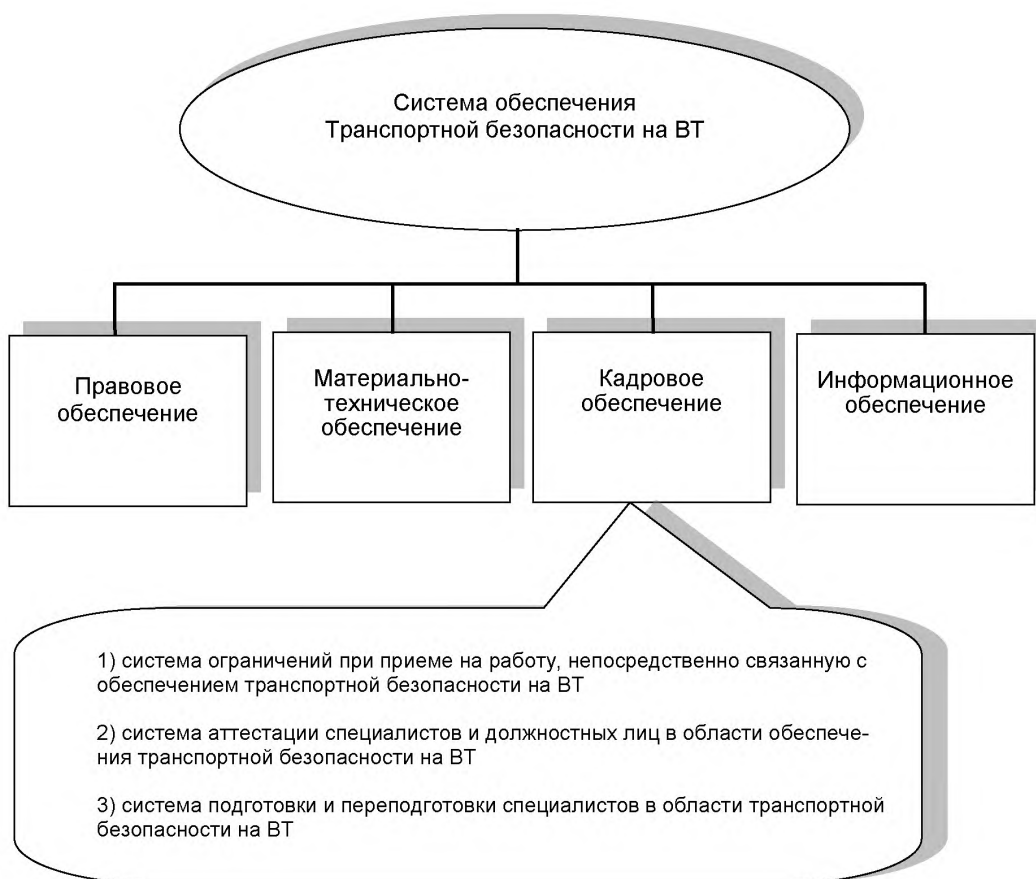 Система обеспечения
Транспортной безопасности на ВТ
Правовое
обеспечение
Материально-
техническое
обеспечение
Кадровое
обеспечение
Информационное
обеспечение
1) система ограничений при приеме на работу, непосредственно связанную с
обеспечением транспортной безопасности на ВТ
2) система аттестации специалистов и должностных лиц в области обеспече-
ния транспортной безопасности на ВТ
3) система подготовки и переподготовки специалистов в области транспортной
безопасности на ВТ